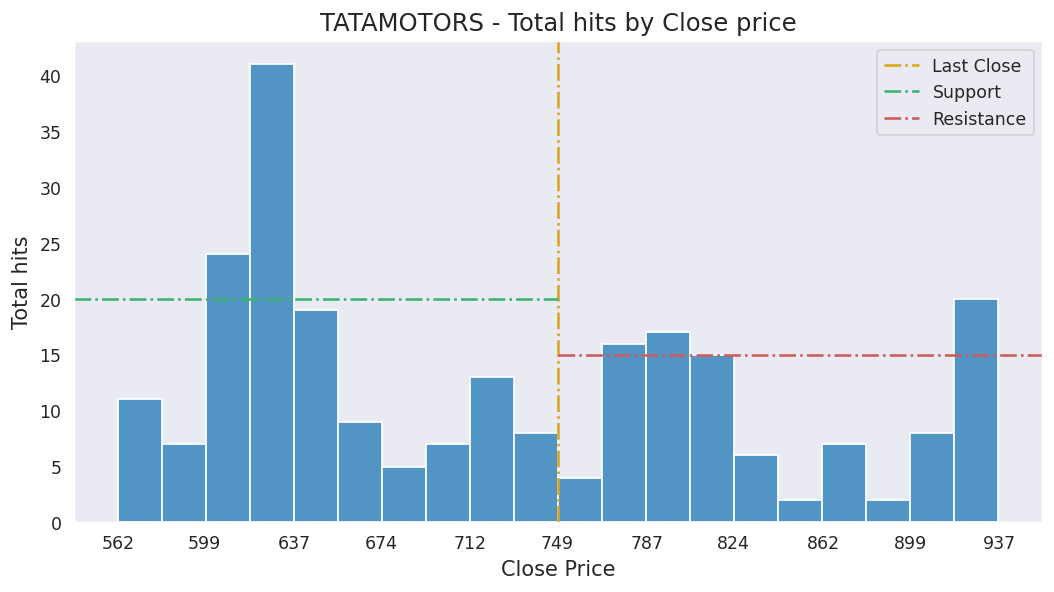 TATAMOTORS - Total hits by Close price
Last Close
Support
Resistance
Total hits
40
35
30
25
20
15
10
5
0
562 599 637 674 712 749 787 824 862 899 937
Close Price